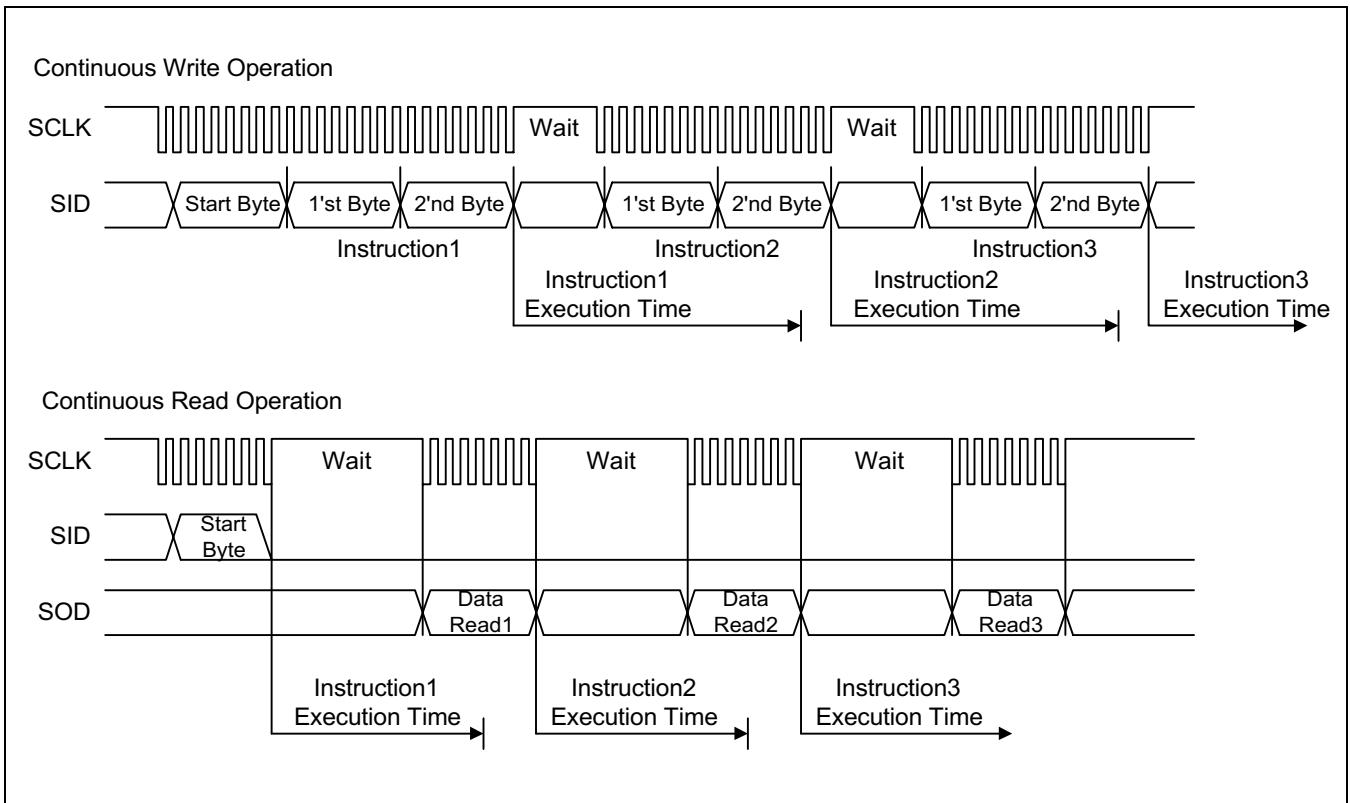 Continuous Write Operation
SCLK
Wait
Wait
SID
Start Byte
1'st Byte
2'nd Byte
1'st Byte
2'nd Byte
1'st Byte
2'nd Byte
Instruction1
Instruction2
Instruction3
Instruction1
Execution Time
Instruction2
Execution Time
Instruction3
Execution Time
Continuous Read Operation
SCLK
Wait
Wait
Wait
SID
Start
Byte
SOD
Data
Read1
Data
Read2
Data
Read3
Instruction1
Execution Time
Instruction2
Execution Time
Instruction3
Execution Time